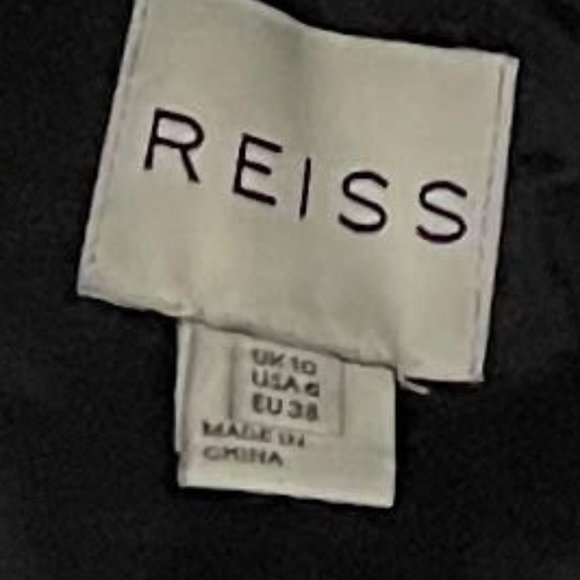 REISS
UK 10
USA 6
EU 38
MADE IN
CHINA